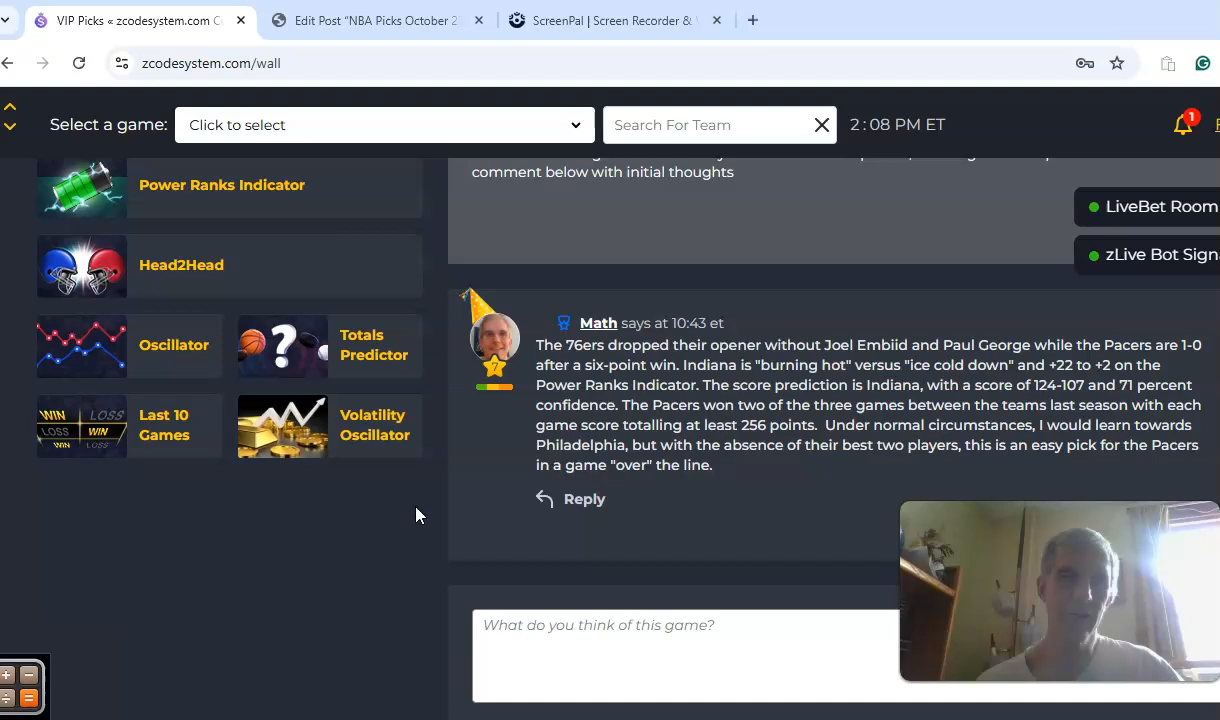 VIP Picks « zcodesystem.com C
Edit Post “NBA Picks October 2
ScreenPal | Screen Recorder &
zcodesystem.com/wall
Select a game:
Click to select
Search For Team
2:08 PM ET
1
Power Ranks Indicator
comment below with initial thoughts
LiveBet Room
Head2Head
zLive Bot Signa
Math says at 10:43 et
7
The 76ers dropped their opener without Joel Embiid and Paul George while the Pacers are 1-0
after a six-point win. Indiana is "burning hot" versus "ice cold down" and +22 to +2 on the
Power Ranks Indicator. The score prediction is Indiana, with a score of 124-107 and 71 percent
confidence. The Pacers won two of the three games between the teams last season with each
game score totalling at least 256 points. Under normal circumstances, I would learn towards
Philadelphia, but with the absence of their best two players, this is an easy pick for the Pacers
in a game "over" the line.
Oscillator
?
Totals
Predictor
WIN LOSS
LOSS WIN
WIN LOSS
Last 10
Games
Volatility
Oscillator
Reply
What do you think of this game?
+ −
÷ =